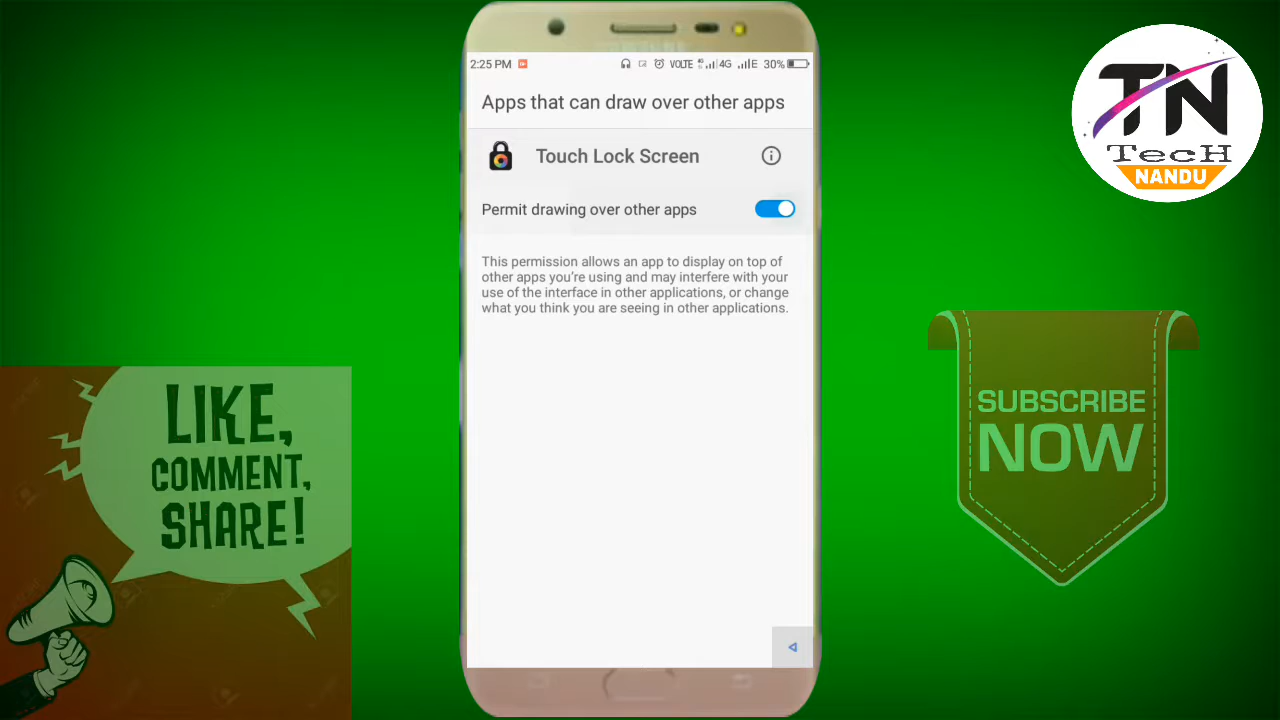 2:25 PM
VOLTE 4G E 30%
Apps that can draw over other apps
Touch Lock Screen
Permit drawing over other apps
This permission allows an app to display on top of
other apps you're using and may interfere with your
use of the interface in other applications, or change
what you think you are seeing in other applications.
TN
TecH
NANDU
LIKE,
COMMENT,
SHARE!
SUBSCRIBE
NOW